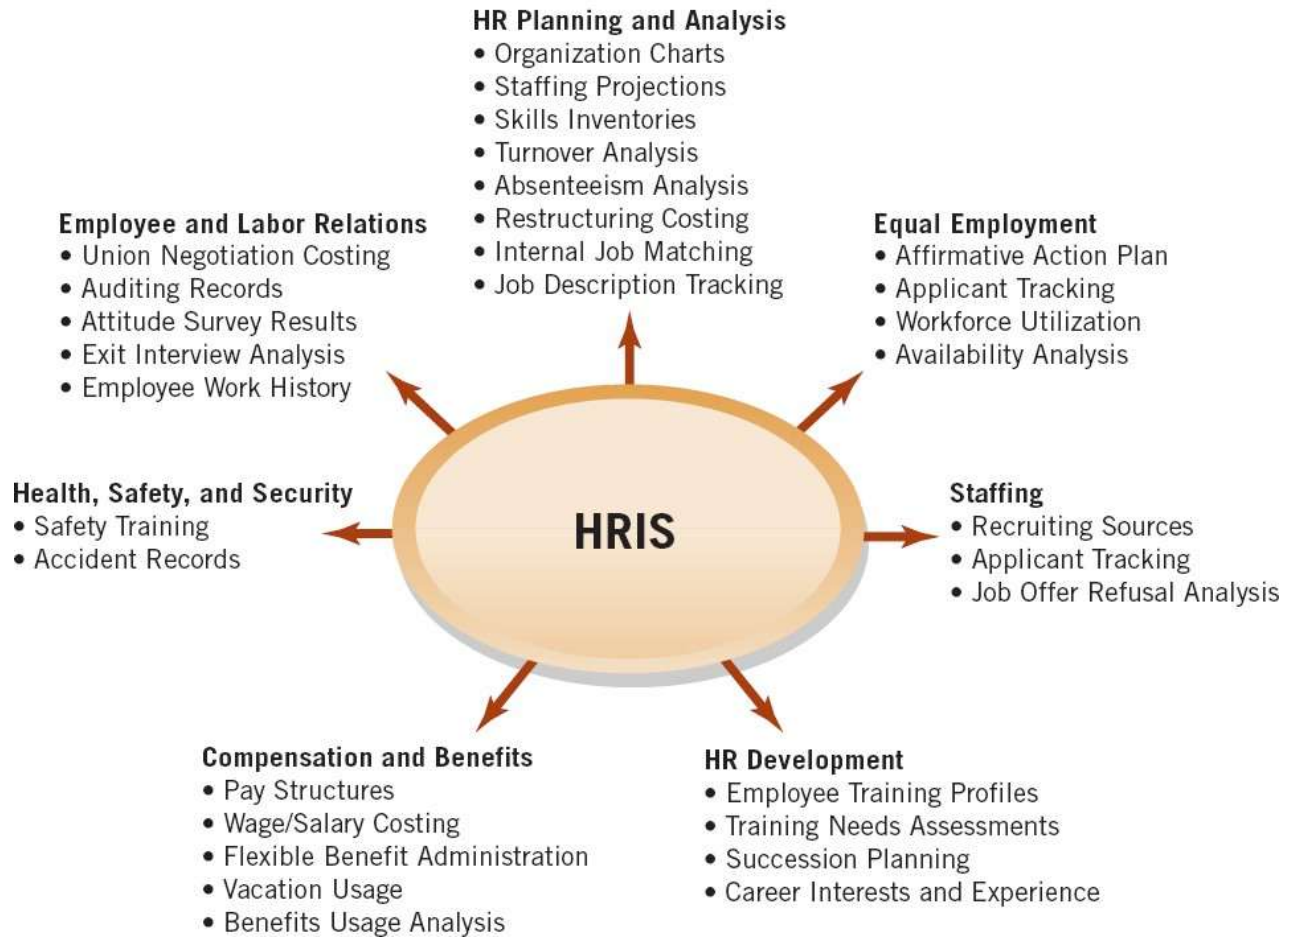 HR Planning and Analysis
• Organization Charts
• Staffing Projections
• Skills Inventories
• Turnover Analysis
• Absenteeism Analysis
• Restructuring Costing
• Internal Job Matching
• Job Description Tracking
Employee and Labor Relations
• Union Negotiation Costing
• Auditing Records
• Attitude Survey Results
• Exit Interview Analysis
• Employee Work History
Equal Employment
• Affirmative Action Plan
• Applicant Tracking
• Workforce Utilization
• Availability Analysis
Health, Safety, and Security
• Safety Training
• Accident Records
HRIS
Staffing
• Recruiting Sources
• Applicant Tracking
• Job Offer Refusal Analysis
Compensation and Benefits
• Pay Structures
• Wage/Salary Costing
• Flexible Benefit Administration
• Vacation Usage
• Benefits Usage Analysis
HR Development
• Employee Training Profiles
• Training Needs Assessments
• Succession Planning
• Career Interests and Experience